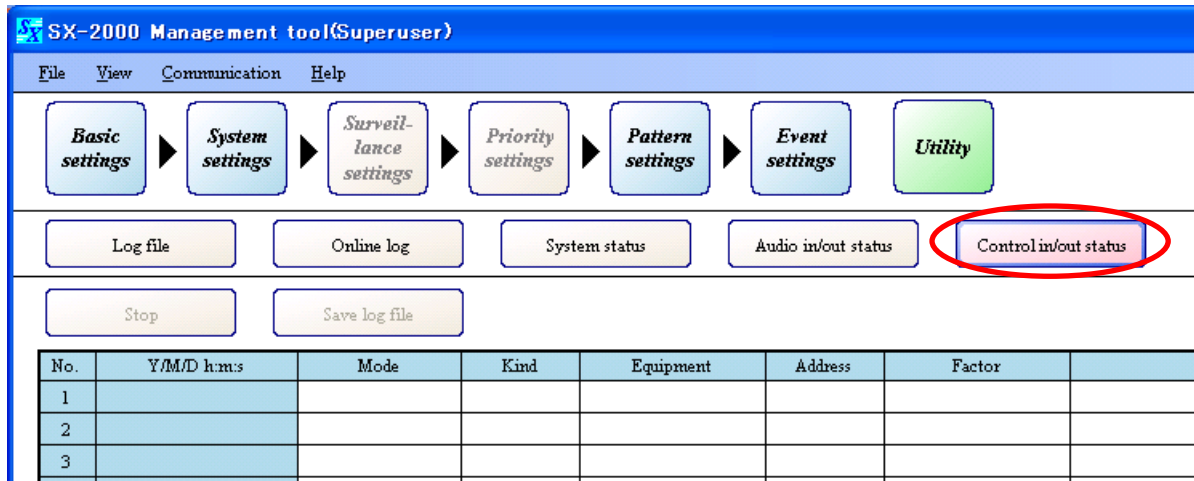 SX SX-2000 Management tool(Superuser)
File View Communication Help
Basic settings System settings Surveil-lance settings Priority settings Pattern settings Event settings Utility
Log file Online log System status Audio in/out status Control in/out status
Stop Save log file
No. Y/M/D h:m:s Mode Kind Equipment Address Factor
1
2
3